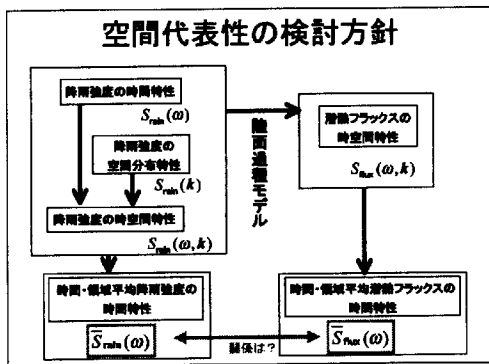 空間代表性の検討方針
降雨強度の時間特性
S_rain(ω)
降雨強度の
空間分布特性
S_rain(k)
降雨強度の時空間特性
S_rain(ω,k)
陸面過程モデル
潜熱フラックスの
時空間特性
S_flux(ω,k)
時間・領域平均降雨強度の
時間特性
S̅_rain(ω)
関係は?
時間・領域平均潜熱フラックスの
時間特性
S̅_flux(ω)